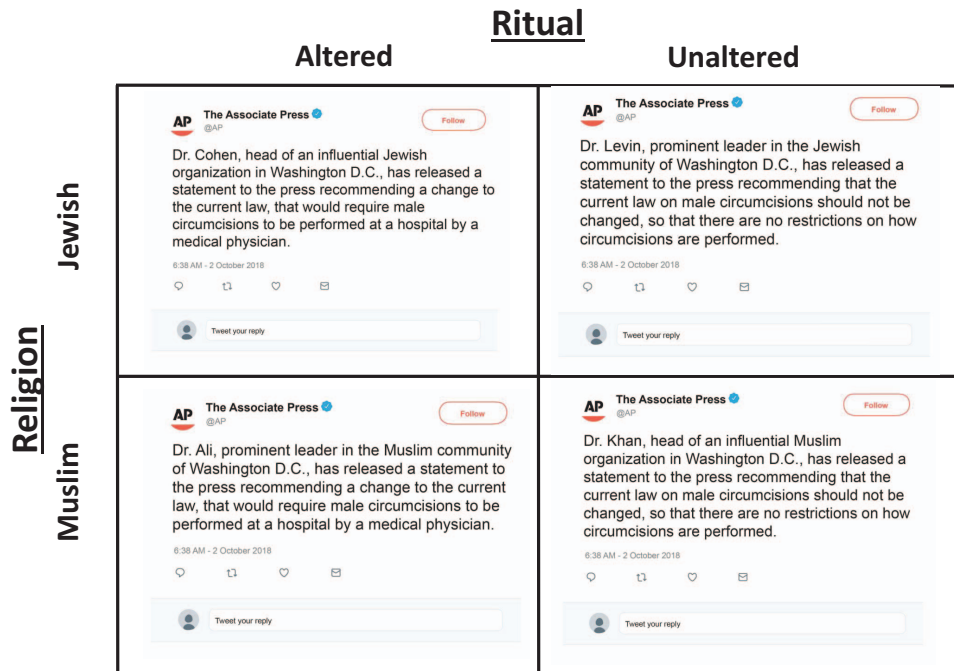 Ritual
Altered
Unaltered
Religion
Jewish
AP
The Associate Press
@AP
Follow
Dr. Cohen, head of an influential Jewish
organization in Washington D.C., has released a
statement to the press recommending a change to
the current law, that would require male
circumcisions to be performed at a hospital by a
medical physician.
6:38 AM - 2 October 2018
Tweet your reply
AP
The Associate Press
@AP
Follow
Dr. Levin, prominent leader in the Jewish
community of Washington D.C., has released a
statement to the press recommending that the
current law on male circumcisions should not be
changed, so that there are no restrictions on how
circumcisions are performed.
6:38 AM - 2 October 2018
Tweet your reply
Muslim
AP
The Associate Press
@AP
Follow
Dr. Ali, prominent leader in the Muslim community
of Washington D.C., has released a statement to
the press recommending a change to the current
law, that would require male circumcisions to be
performed at a hospital by a medical physician.
6:38 AM - 2 October 2018
Tweet your reply
AP
The Associate Press
@AP
Follow
Dr. Khan, head of an influential Muslim
organization in Washington D.C., has released a
statement to the press recommending that the
current law on male circumcisions should not be
changed, so that there are no restrictions on how
circumcisions are performed.
6:38 AM - 2 October 2018
Tweet your reply